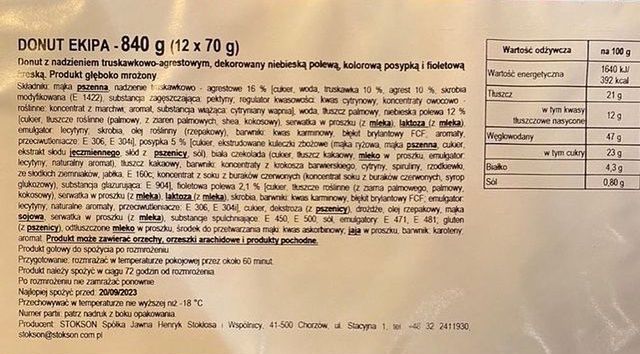 DONUT EKIPA - 840 g (12 x 70 g)
Donut z nadzieniem truskawkowo-agrestowym, dekorowany niebieską polewą, kolorową posypką i fioletową
kreską. Produkt głęboko mrożony
Składniki: mąka pszenna, nadzienie truskawkowo - agrestowe 16 % [cukier, woda, truskawka 10 %, agrest 10 %, skrobia
modyfikowana (E 1422), substancja zagęszczająca: pektyny, regulator kwasowości: kwas cytrynowy, koncentraty owocowo -
roślinne: koncentrat z marchwi, aromat, substancja wiążąca: cytryniany wapnia], woda, tłuszcz palmowy, niebieska polewa 12 %
[cukier, tłuszcze roślinne (palmowy, z ziaren palmowych, shea, kokosowy), serwatka w proszku (z mleka), laktoza (z mleka),
emulgator: lecytyny, skrobia, olej roślinny (rzepakowy), barwniki: kwas karminowy, błękit brylantowy FCF, aromaty,
przeciwutleniacze: E 306, E 304], posypka 5 % [cukier, ekstrudowane kuleczki zbożowe (mąka ryżowa, mąka pszenna, cukier,
ekstrakt słodu jęczmiennego, słód z pszenicy, sól), biała czekolada (cukier, tłuszcz kakaowy, mleko w proszku, emulgator:
lecytyny, naturalny aromat), tłuszcz kakaowy, barwniki: koncentraty z krokosza barwierskiego, cytryny, spiruliny, rzodkiewki,
ze słodkich ziemniaków, jabłka, E 160c, koncentrat z soku z buraków czerwonych (koncentrat soku z buraków czerwonych, syrop
glukozowy), substancja glazurująca: E 904], fioletowa polewa 2,1 % [cukier, tłuszcze roślinne (z ziarna palmowego, palmowy,
kokosowy), serwatka w proszku (z mleka), laktoza (z mleka), skrobia, barwniki: kwas karminowy, błękit brylantowy FCF, emulgator:
lecytyny, naturalne aromaty, przeciwutleniacze: E 306, E 304], cukier, dekstroza (z pszenicy), drożdże, olej rzepakowy, mąka
sojowa, serwatka w proszku (z mleka), substancje spulchniające: E 450, E 500, sól, emulgatory: E 471, E 481, gluten
(z pszenicy), odtłuszczone mleko w proszku, środek do przetwarzania mąki: kwas askorbinowy, jaja w proszku, barwnik: karoteny,
aromat. Produkt może zawierać orzechy, orzeszki arachidowe i produkty pochodne.
Produkt gotowy do spożycia po rozmrożeniu.
Przygotowanie: rozmrażać w temperaturze pokojowej przez około 60 minut.
Produkt należy spożyć w ciągu 72 godzin od rozmrożenia
Po rozmrożeniu nie zamrażać ponownie
Najlepiej spożyć przed: 20/09/2023
Przechowywać w temperaturze nie wyższej niż -18 °C
Numer partii: patrz nadruk z boku opakowania.
Producent: STOKSON Spółka Jawna Henryk Stokłosa i Wspólnicy, 41-500 Chorzów, ul. Stacyjna 1, tel +48 32 2411930,
stokson@stokson.com.pl
Wartość odżywcza na 100 g
Wartość energetyczna 1640 kJ/
392 kcal
Tłuszcz 21 g
w tym kwasy
tłuszczowe nasycone 12 g
Węglowodany 47 g
w tym cukry 23 g
Białko 4,3 g
Sól 0,80 g